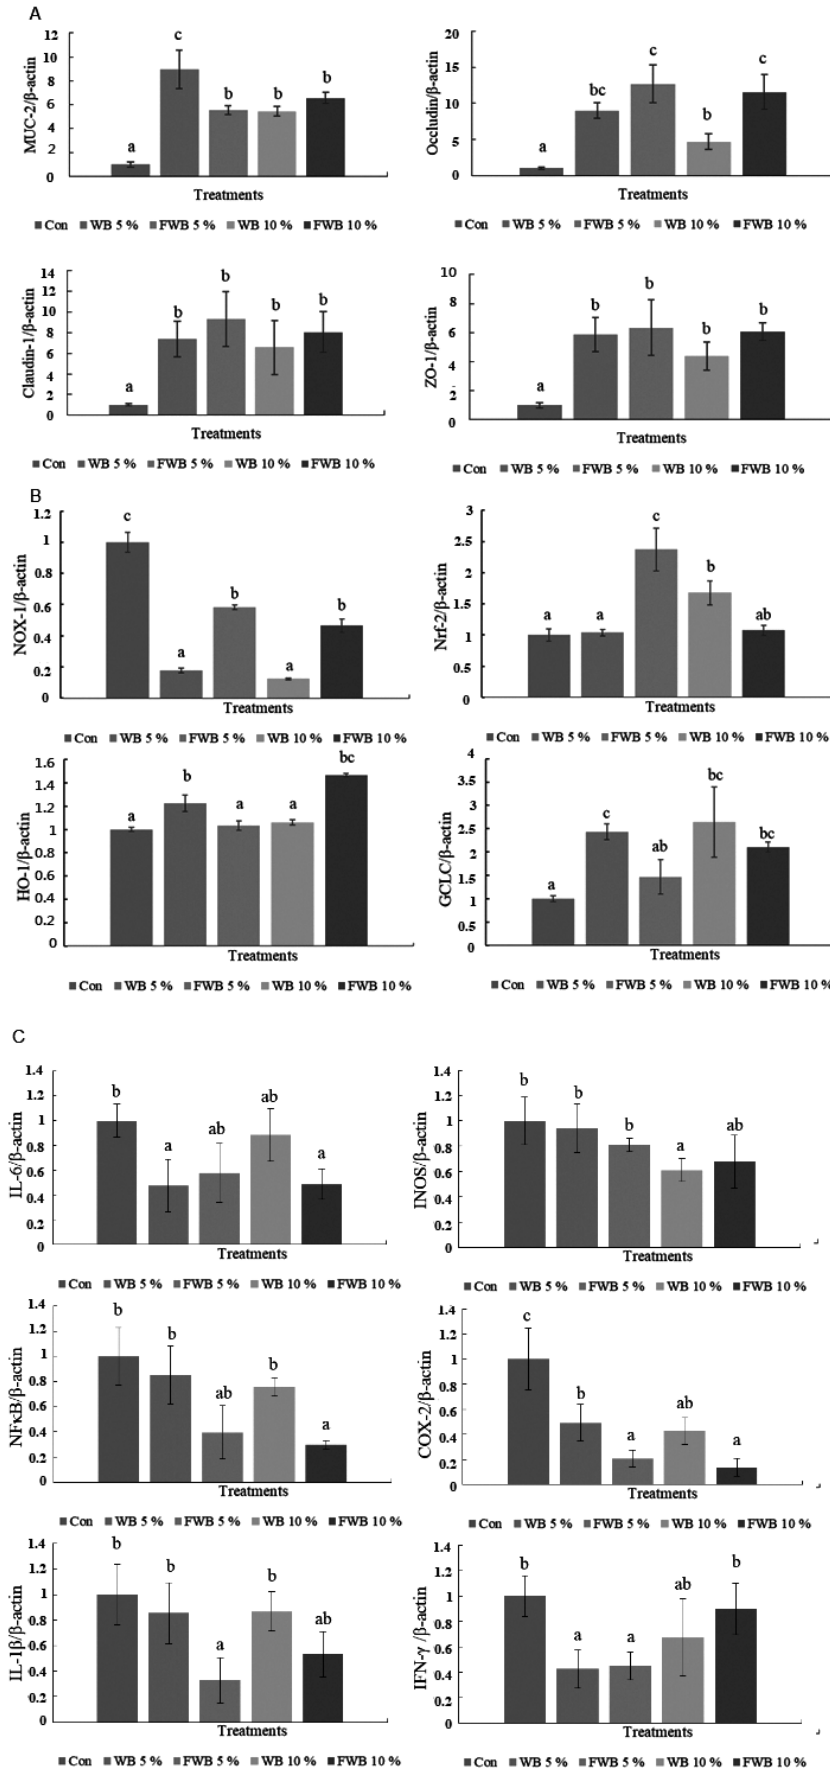 A
MUC-2/β-actin
12
10
8
6
4
2
0
a
c
b
b
b
Treatments
■ Con ■ WB 5 % ■ FWB 5 % ■ WB 10 % ■ FWB 10 %
Occludin/β-actin
20
15
10
5
0
a
bc
c
b
c
Treatments
■ Con ■ WB 5 % ■ FWB 5 % ■ WB 10 % ■ FWB 10 %
Claudin-1/β-actin
14
12
10
8
6
4
2
0
a
b
b
b
b
Treatments
■ Con ■ WB 5 % ■ FWB 5 % ■ WB 10 % ■ FWB 10 %
ZO-1/β-actin
10
8
6
4
2
0
a
b
b
b
b
Treatments
■ Con ■ WB 5 % ■ FWB 5 % ■ WB 10 % ■ FWB 10 %
B
NOX-1/β-actin
1.2
1
0.8
0.6
0.4
0.2
0
c
a
b
a
b
Treatments
■ Con ■ WB 5 % ■ FWB 5 % ■ WB 10 % ■ FWB 10 %
Nrf-2/β-actin
3
2.5
2
1.5
1
0.5
0
a
a
c
b
ab
Treatments
■ Con ■ WB 5 % ■ FWB 5 % ■ WB 10 % ■ FWB 10 %
HO-1/β-actin
1.6
1.4
1.2
1
0.8
0.6
0.4
0.2
0
a
b
a
a
bc
Treatments
■ Con ■ WB 5 % ■ FWB 5 % ■ WB 10 % ■ FWB 10 %
GCLC/β-actin
4
3.5
3
2.5
2
1.5
1
0.5
0
a
c
ab
bc
bc
Treatments
■ Con ■ WB 5 % ■ FWB 5 % ■ WB 10 % ■ FWB 10 %
C
IL-6/β-actin
1.4
1.2
1
0.8
0.6
0.4
0.2
0
b
a
ab
ab
a
Treatments
■ Con ■ WB 5 % ■ FWB 5 % ■ WB 10 % ■ FWB 10 %
INOS/β-actin
1.4
1.2
1
0.8
0.6
0.4
0.2
0
b
b
b
a
ab
Treatments
■ Con ■ WB 5 % ■ FWB 5 % ■ WB 10 % ■ FWB 10 %
NFκB/β-actin
1.4
1.2
1
0.8
0.6
0.4
0.2
0
b
b
ab
b
a
Treatments
■ Con ■ WB 5 % ■ FWB 5 % ■ WB 10 % ■ FWB 10 %
COX-2/β-actin
1.4
1.2
1
0.8
0.6
0.4
0.2
0
c
b
a
ab
a
Treatments
■ Con ■ WB 5 % ■ FWB 5 % ■ WB 10 % ■ FWB 10 %
IL-1β/β-actin
1.4
1.2
1
0.8
0.6
0.4
0.2
0
b
b
a
b
ab
Treatments
■ Con ■ WB 5 % ■ FWB 5 % ■ WB 10 % ■ FWB 10 %
IFN-γ /β-actin
1.4
1.2
1
0.8
0.6
0.4
0.2
0
b
a
a
ab
b
Treatments
■ Con ■ WB 5 % ■ FWB 5 % ■ WB 10 % ■ FWB 10 %